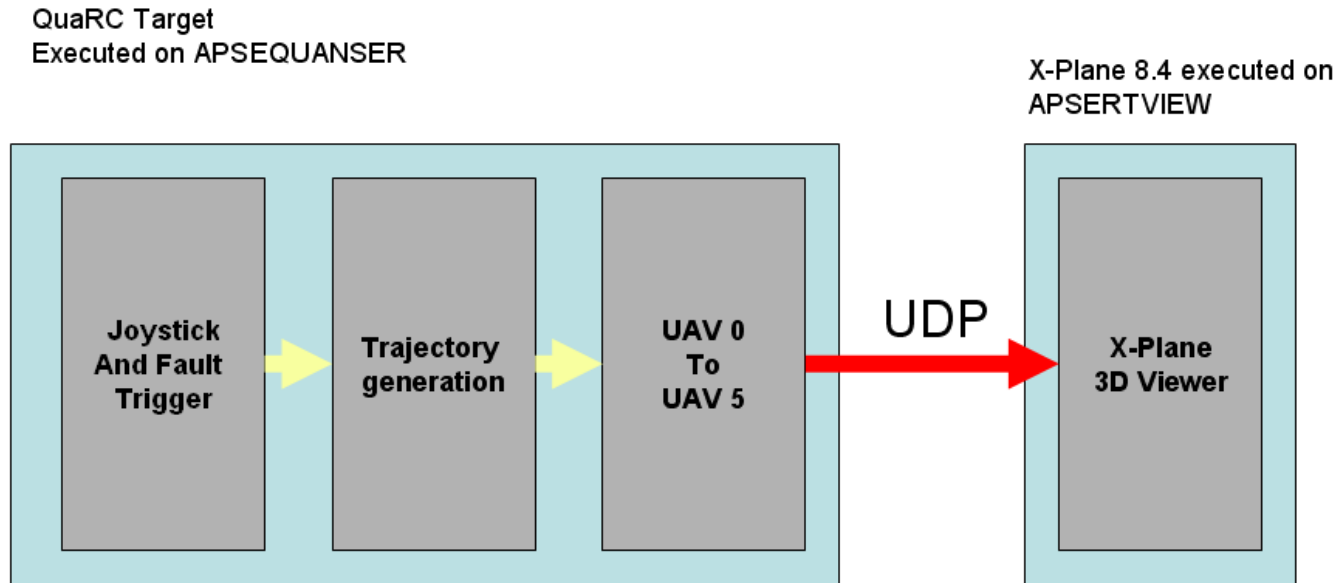 QuaRC Target
Executed on APSEQUANSER
X-Plane 8.4 executed on
APSERTVIEW
Joystick
And Fault
Trigger
Trajectory
generation
UAV 0
To
UAV 5
UDP
X-Plane
3D Viewer